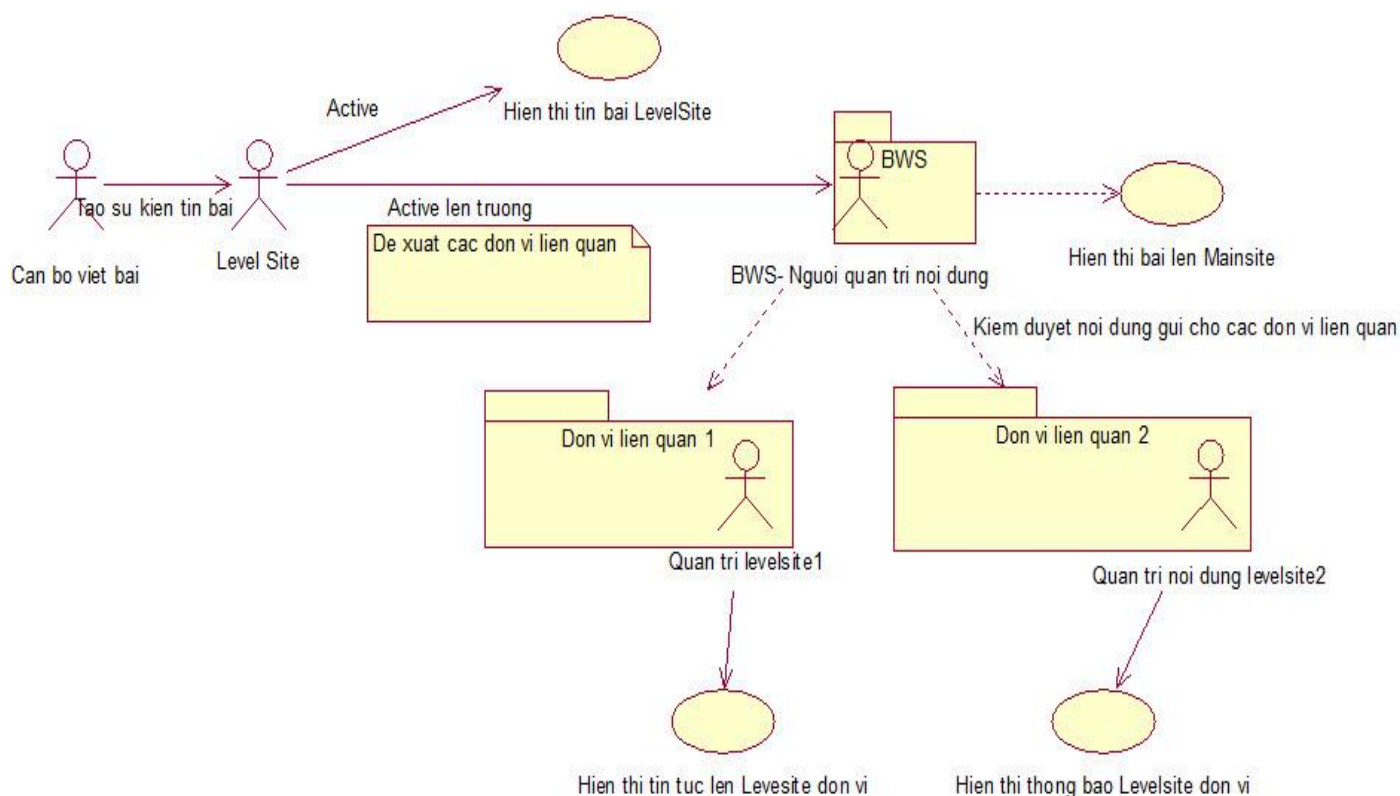 Hien thi tin bai LevelSite
Active
BWS
Tao su kien tin bai
Active len truong
De xuat cac don vi lien quan
Can bo viet bai
Level Site
Hien thi bai len Mainsite
BWS- Nguoi quan tri noi dung
Kiem duyet noi dung gui cho cac don vi lien quan
Don vi lien quan 1
Don vi lien quan 2
Quan tri levelsite1
Quan tri noi dung levelsite2
Hien thi tin tuc len Levesite don vi
Hien thi thong bao Levelsite don vi